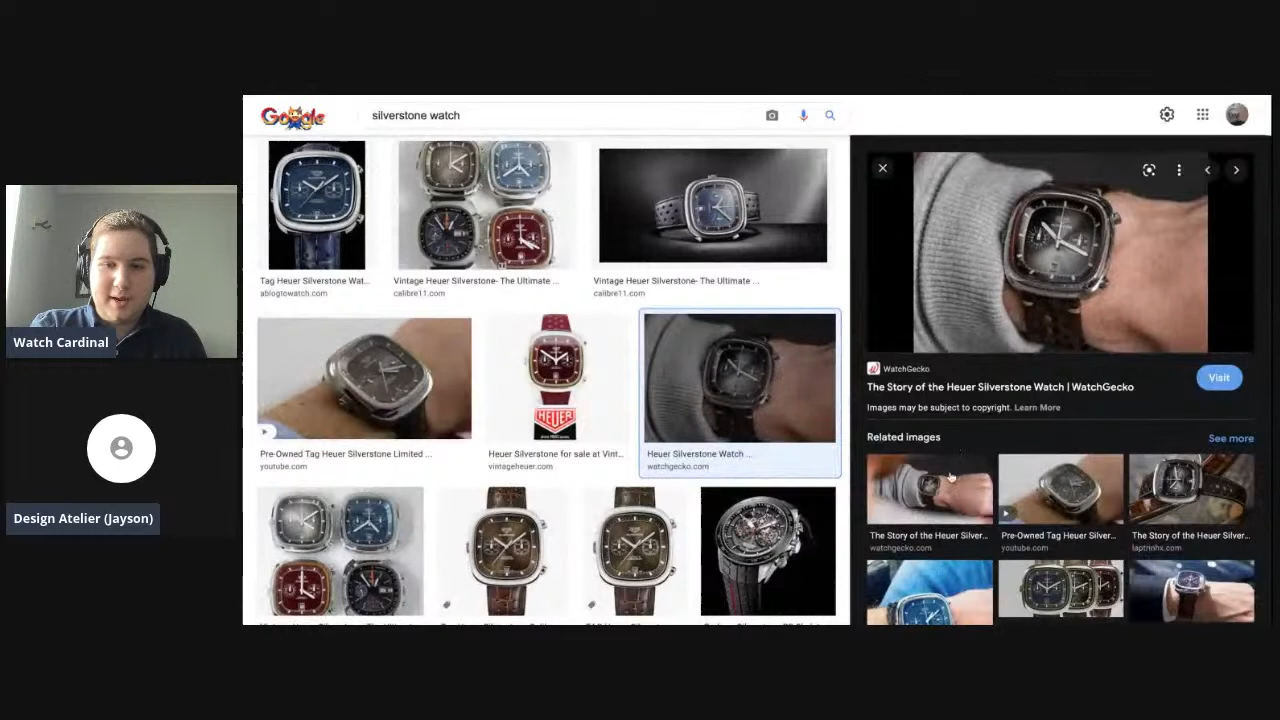 Google
silverstone watch
Tag Heuer Silverstone Wat...
ablogtowatch.com
Vintage Heuer Silverstone- The Ultimate ...
calibre11.com
Vintage Heuer Silverstone- The Ultimate ...
calibre11.com
Pre-Owned Tag Heuer Silverstone Limited ...
youtube.com
HEUER
Heuer Silverstone for sale at Vint...
vintageheuer.com
Heuer Silverstone Watch ...
watchgecko.com
WatchGecko
The Story of the Heuer Silverstone Watch | WatchGecko
Visit
Images may be subject to copyright. Learn More
Related images
See more
The Story of the Heuer Silver...
watchgecko.com
Pre-Owned Tag Heuer Silver...
youtube.com
The Story of the Heuer Silver...
laptrinhx.com
Watch Cardinal
Design Atelier (Jayson)